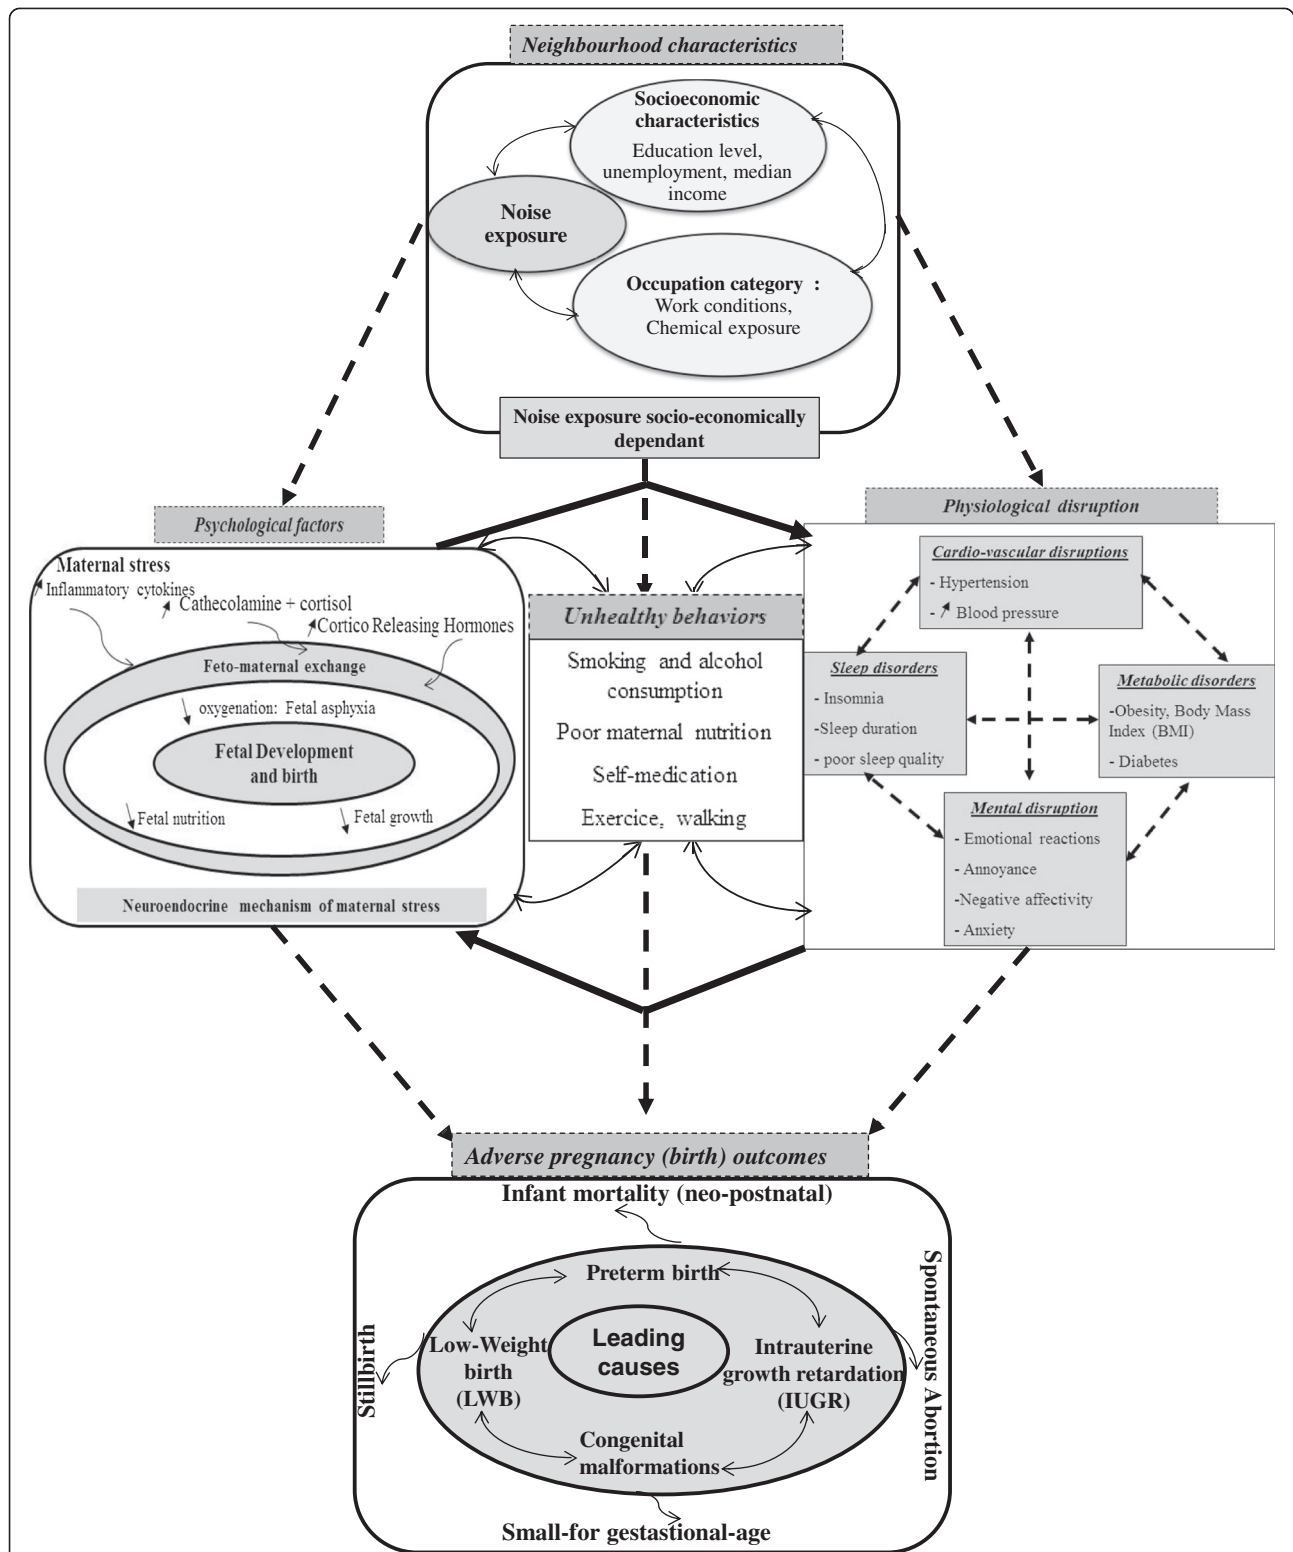 Neighbourhood characteristics
Socioeconomic
characteristics
Education level,
unemployment, median
income
Noise
exposure
Occupation category :
Work conditions,
Chemical exposure
Noise exposure socio-economically
dependant
Psychological factors
Maternal stress
↗ Inflammatory cytokines
↗ Cathecolamine + cortisol
↗ Cortico Releasing Hormones
Feto-maternal exchange
↘ oxygenation: Fetal asphyxia
Fetal Development
and birth
↘ Fetal nutrition
↘ Fetal growth
Neuroendocrine mechanism of maternal stress
Unhealthy behaviors
Smoking and alcohol
consumption
Poor maternal nutrition
Self-medication
Exercice, walking
Physiological disruption
Cardio-vascular disruptions
- Hypertension
- ↗ Blood pressure
Sleep disorders
- Insomnia
-Sleep duration
- poor sleep quality
Metabolic disorders
-Obesity, Body Mass
Index (BMI)
- Diabetes
Mental disruption
- Emotional reactions
- Annoyance
-Negative affectivity
- Anxiety
Adverse pregnancy (birth) outcomes
Infant mortality (neo-postnatal)
Preterm birth
Low-Weight
birth
(LWB)
Leading
causes
Intrauterine
growth retardation
(IUGR)
Congenital
malformations
Stillbirth
Spontaneous Abortion
Small-for gestastional-age